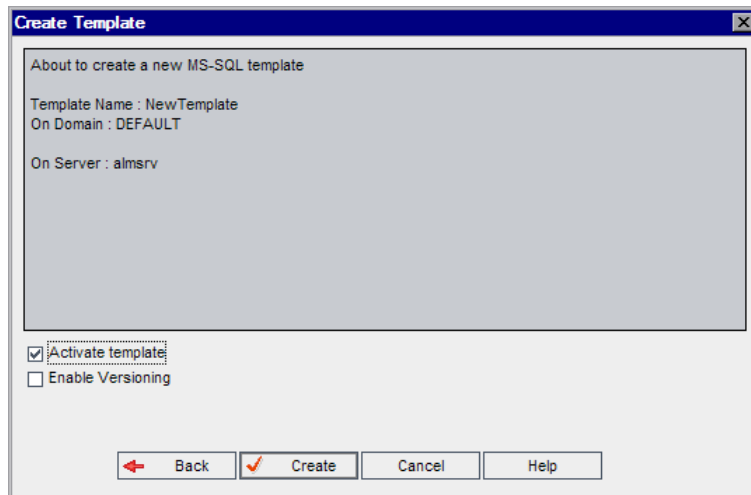 Create Template
About to create a new MS-SQL template
Template Name : NewTemplate
On Domain : DEFAULT
On Server : almsrv
Activate template
Enable Versioning
Back
Create
Cancel
Help